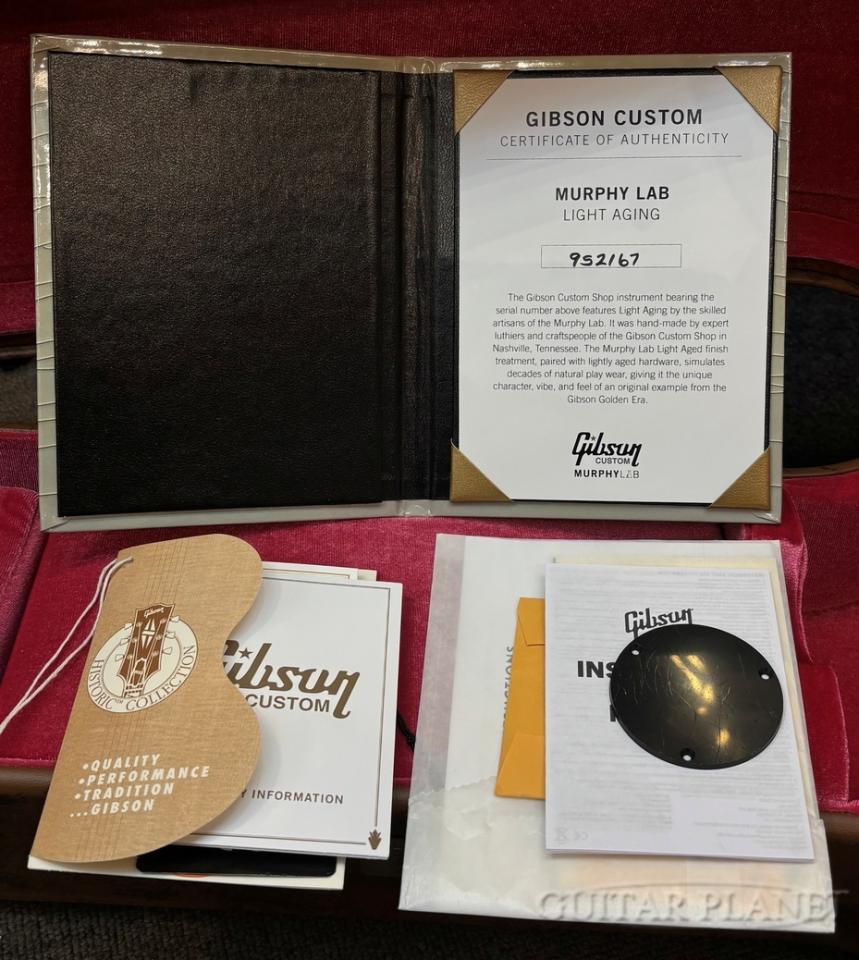 GIBSON CUSTOM
CERTIFICATE OF AUTHENTICITY
MURPHY LAB
LIGHT AGING
952167
The Gibson Custom Shop instrument bearing the
serial number above features Light Aging by the skilled
artisans of the Murphy Lab. It was hand-made by expert
luthiers and craftspeople of the Gibson Custom Shop in
Nashville, Tennessee. The Murphy Lab Light Aged finish
treatment, paired with lightly aged hardware, simulates
decades of natural play wear, giving it the unique
character, vibe, and feel of an original example from the
Gibson Golden Era.
Gibson
CUSTOM
MURPHYLAB
Gibson
HISTORIC™ COLLECTION
•QUALITY
•PERFORMANCE
•TRADITION
...GIBSON
Gibson
CUSTOM
Y INFORMATION
Gibson
INS
GUITAR PLANET